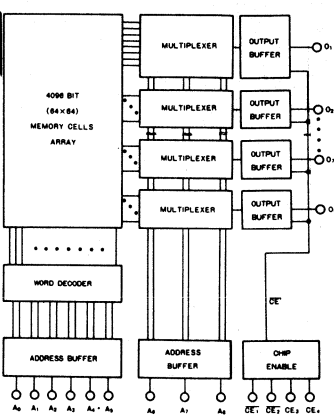 4096 BIT
(64×64)
MEMORY CELLS
ARRAY
MULTIPLEXER
OUTPUT
BUFFER
O1
MULTIPLEXER
OUTPUT
BUFFER
O2
MULTIPLEXER
OUTPUT
BUFFER
O7
MULTIPLEXER
OUTPUT
BUFFER
O
WORD DECODER
CE
ADDRESS BUFFER
ADDRESS
BUFFER
CHIP
ENABLE
A0 A1 A2 A3 A4 A5
A6 A7 A8
CE1 CE2 CE3 CE4